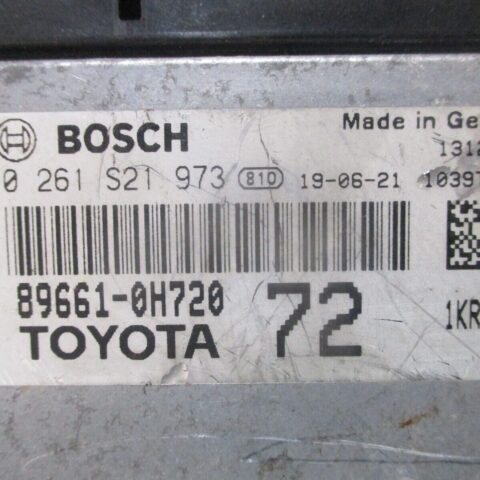 BOSCH Made in Ge
1312
0 261 S21 973 810 19-06-21 10397
89661-0H720 72 1KR
TOYOTA